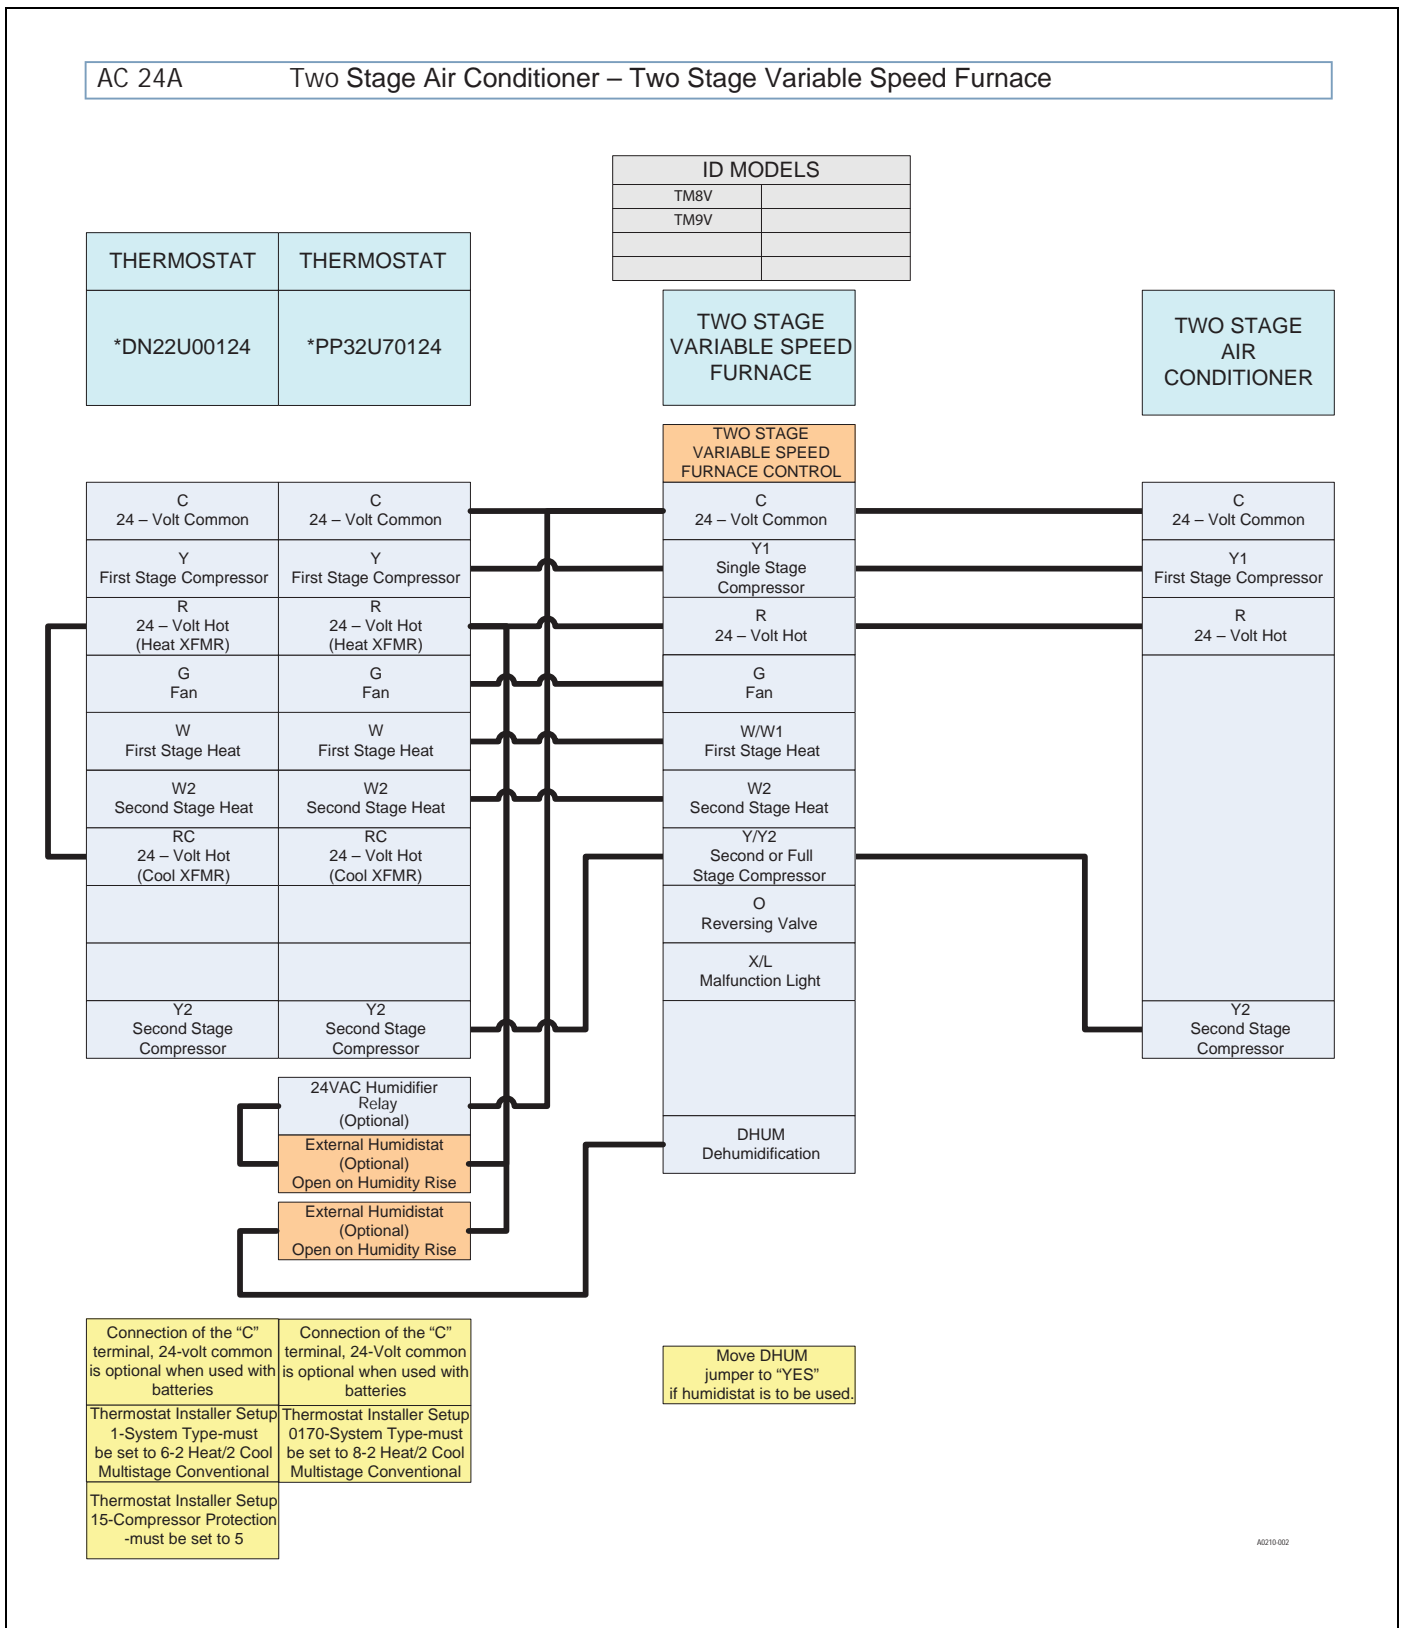 AC 24A Two Stage Air Conditioner – Two Stage Variable Speed Furnace
ID MODELS
TM8V
TM9V
THERMOSTAT
THERMOSTAT
*DN22U00124
*PP32U70124
TWO STAGE
VARIABLE SPEED
FURNACE
TWO STAGE
AIR
CONDITIONER
TWO STAGE
VARIABLE SPEED
FURNACE CONTROL
C
24 – Volt Common
C
24 – Volt Common
C
24 – Volt Common
C
24 – Volt Common
Y
First Stage Compressor
Y
First Stage Compressor
Y1
Single Stage
Compressor
Y1
First Stage Compressor
R
24 – Volt Hot
(Heat XFMR)
R
24 – Volt Hot
(Heat XFMR)
R
24 – Volt Hot
R
24 – Volt Hot
G
Fan
G
Fan
G
Fan
W
First Stage Heat
W
First Stage Heat
W/W1
First Stage Heat
W2
Second Stage Heat
W2
Second Stage Heat
W2
Second Stage Heat
RC
24 – Volt Hot
(Cool XFMR)
RC
24 – Volt Hot
(Cool XFMR)
Y/Y2
Second or Full
Stage Compressor
O
Reversing Valve
X/L
Malfunction Light
Y2
Second Stage
Compressor
Y2
Second Stage
Compressor
Y2
Second Stage
Compressor
24VAC Humidifier
Relay
(Optional)
External Humidistat
(Optional)
Open on Humidity Rise
DHUM
Dehumidification
External Humidistat
(Optional)
Open on Humidity Rise
Connection of the “C”
terminal, 24-volt common
is optional when used with
batteries
Connection of the “C”
terminal, 24-Volt common
is optional when used with
batteries
Move DHUM
jumper to “YES”
if humidistat is to be used.
Thermostat Installer Setup
1-System Type-must
be set to 6-2 Heat/2 Cool
Multistage Conventional
Thermostat Installer Setup
0170-System Type-must
be set to 8-2 Heat/2 Cool
Multistage Conventional
Thermostat Installer Setup
15-Compressor Protection
-must be set to 5
A0210-002